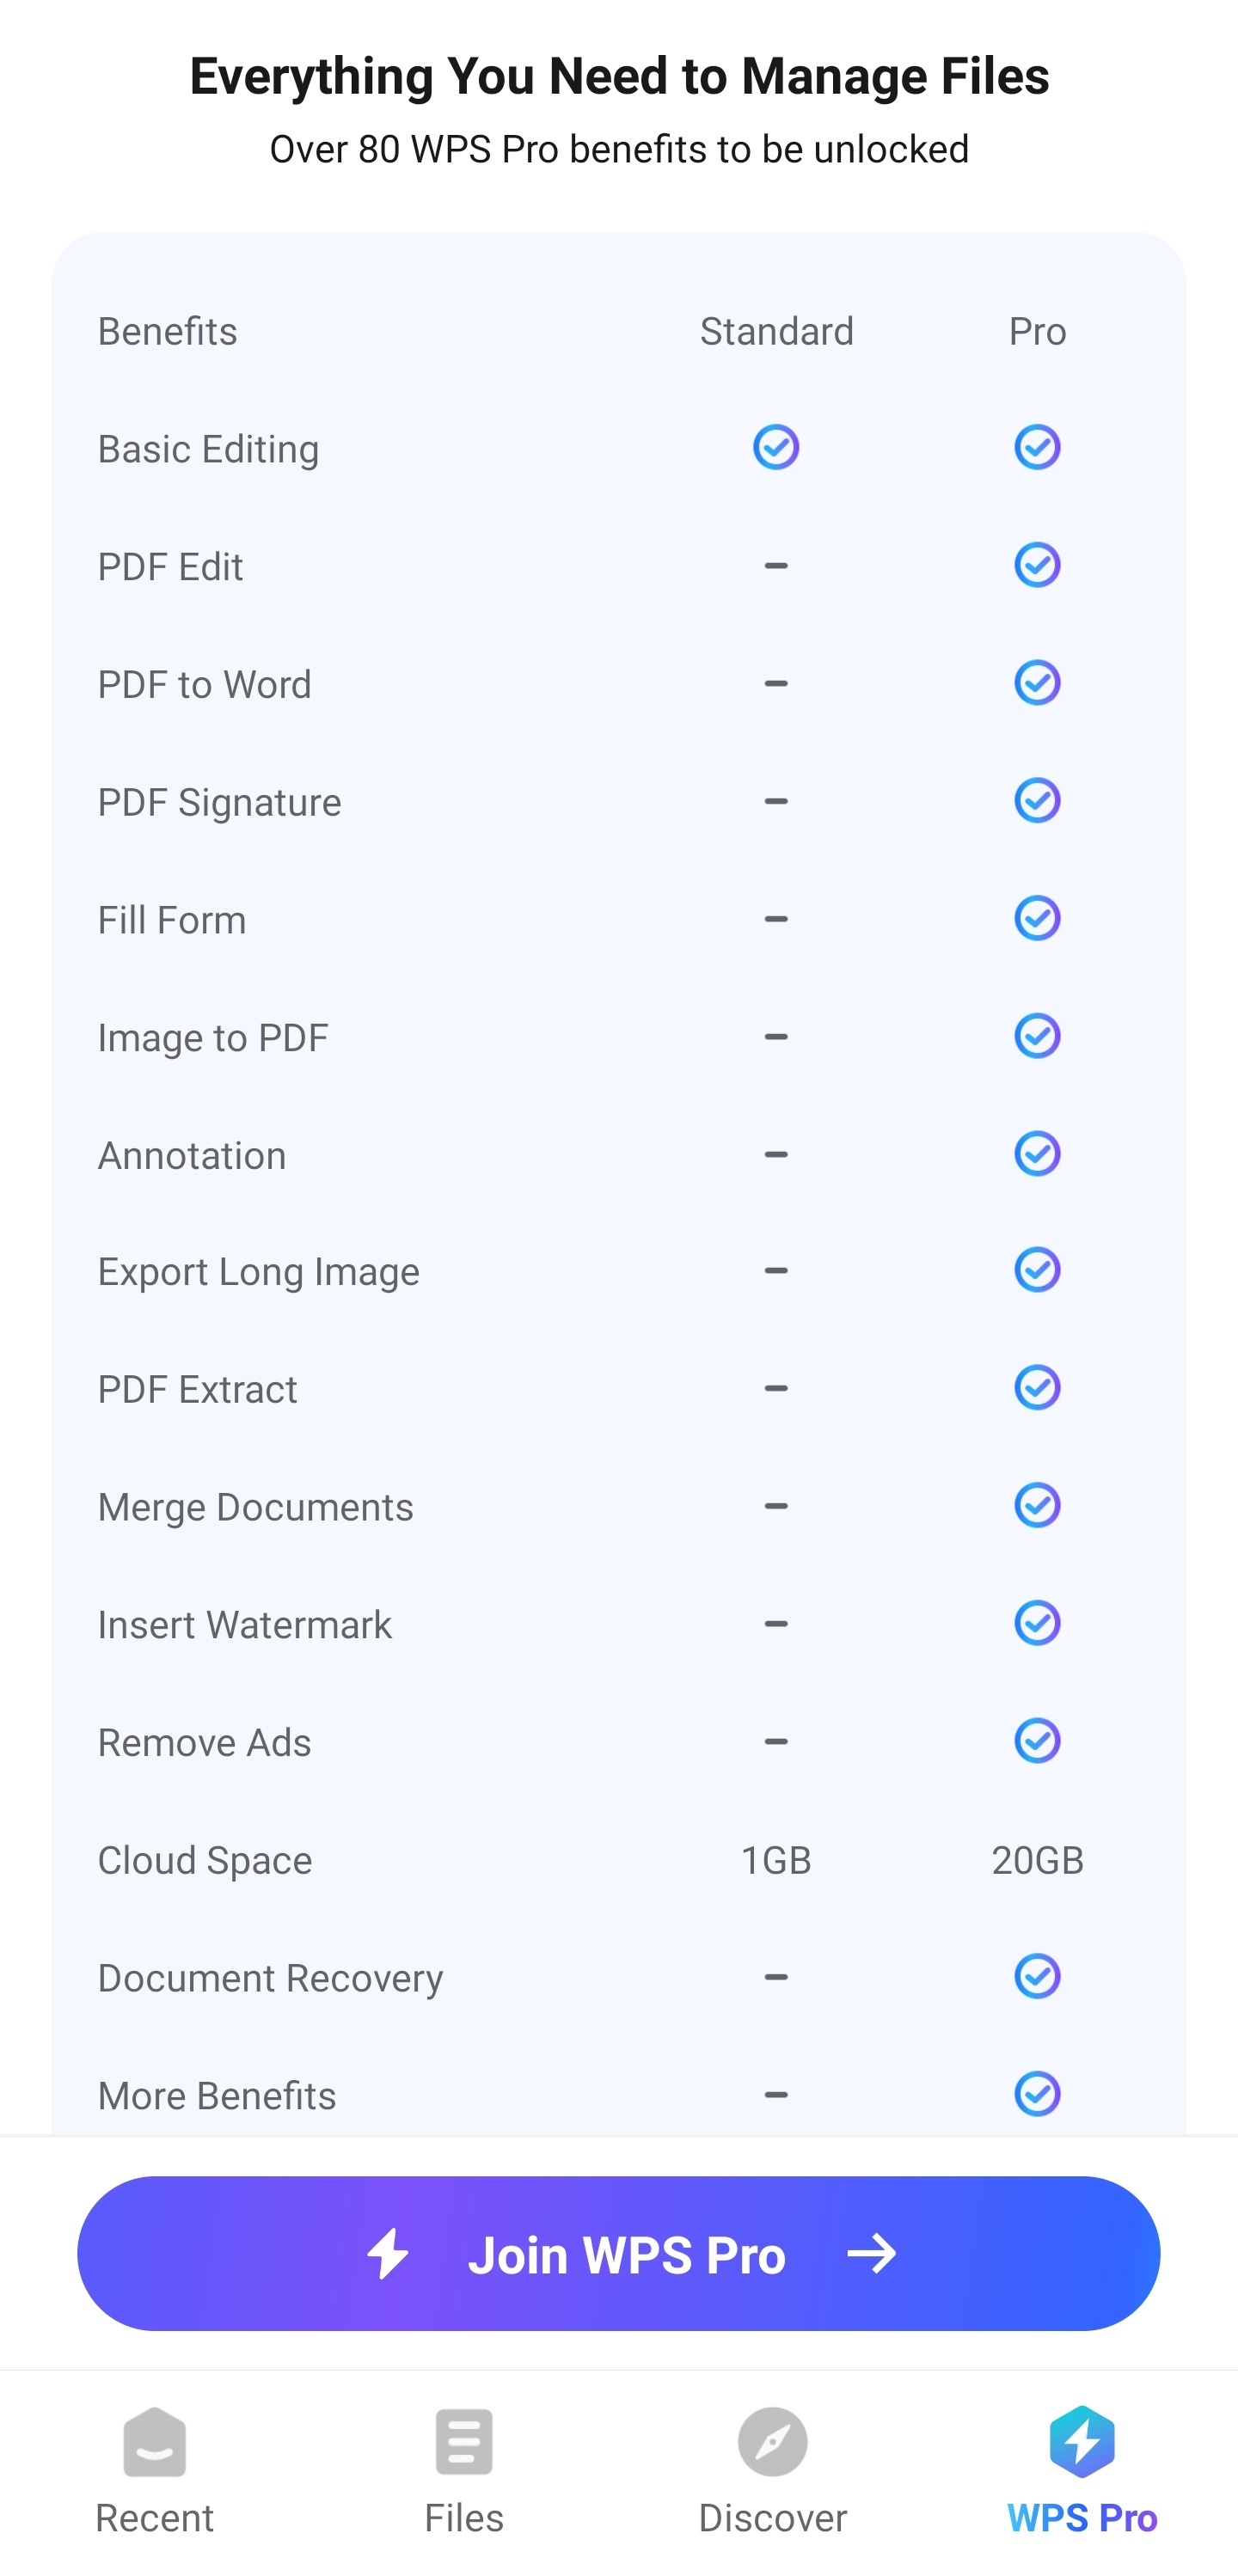 Everything You Need to Manage Files
Over 80 WPS Pro benefits to be unlocked
Benefits Standard Pro
Basic Editing
PDF Edit –
PDF to Word –
PDF Signature –
Fill Form –
Image to PDF –
Annotation –
Export Long Image –
PDF Extract –
Merge Documents –
Insert Watermark –
Remove Ads –
Cloud Space 1GB 20GB
Document Recovery –
More Benefits –
Join WPS Pro
Recent Files Discover WPS Pro